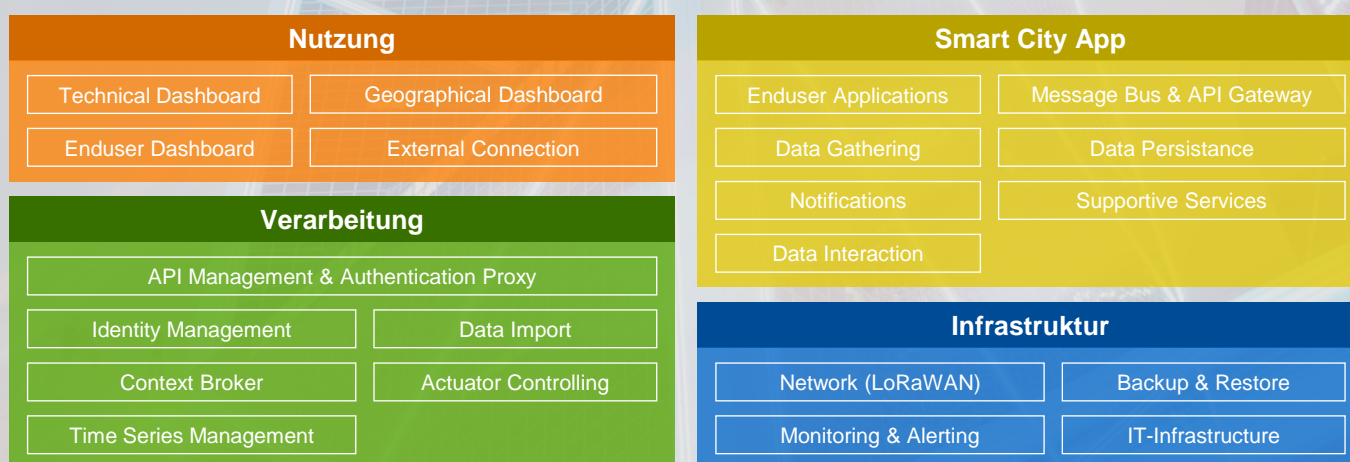 Nutzung
Technical Dashboard
Geographical Dashboard
Enduser Dashboard
External Connection
Verarbeitung
API Management & Authentication Proxy
Identity Management
Data Import
Context Broker
Actuator Controlling
Time Series Management
Smart City App
Enduser Applications
Message Bus & API Gateway
Data Gathering
Data Persistance
Notifications
Supportive Services
Data Interaction
Infrastruktur
Network (LoRaWAN)
Backup & Restore
Monitoring & Alerting
IT-Infrastructure